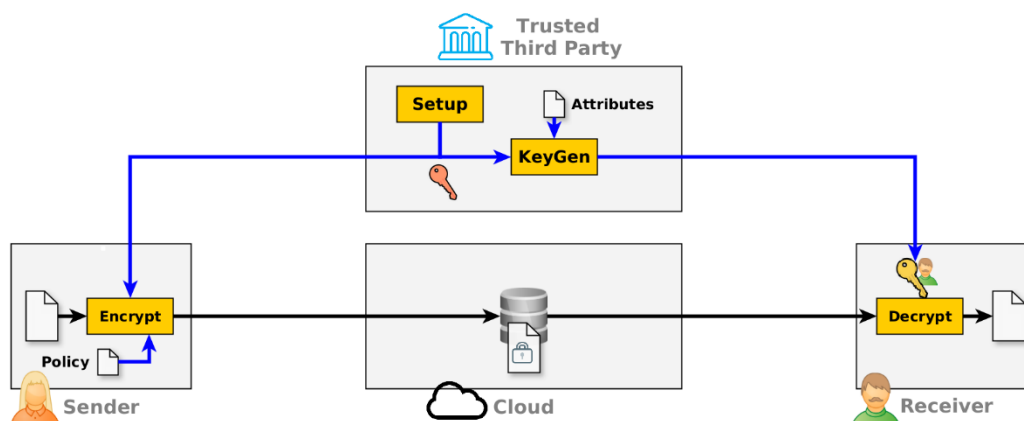 Trusted
Third Party
Setup
Attributes
KeyGen
Encrypt
Decrypt
Policy
Sender
Cloud
Receiver